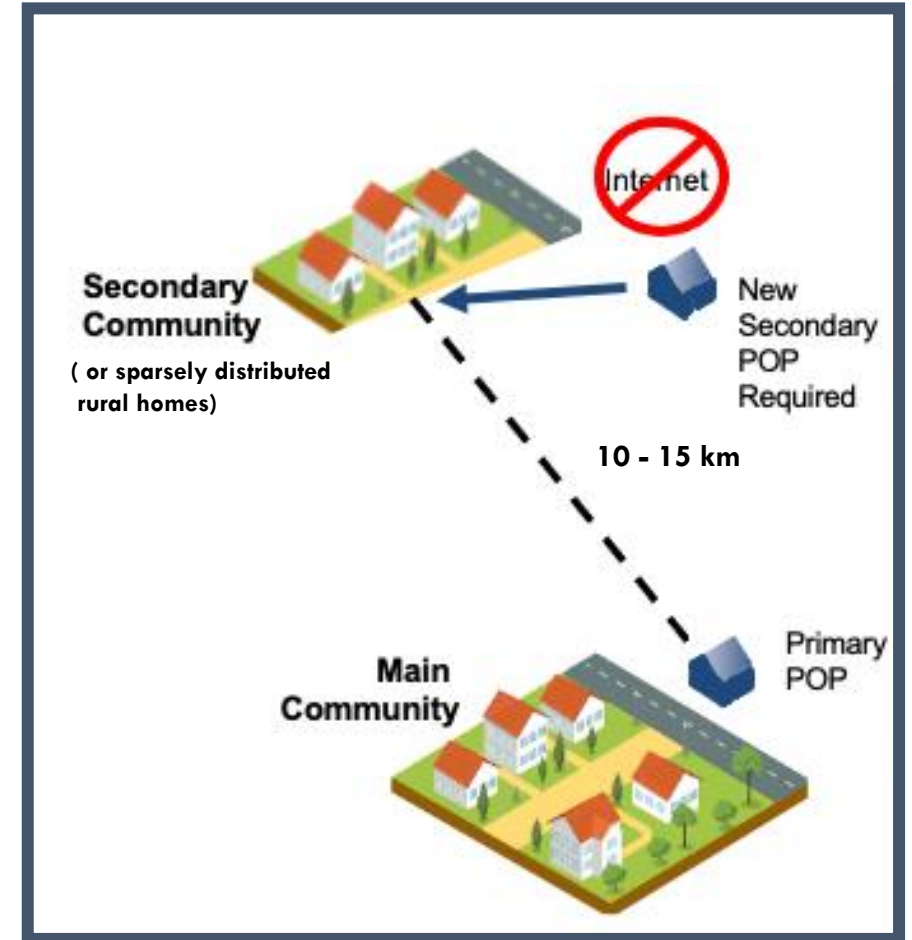 Internet
Secondary
Community
( or sparsely distributed
rural homes)
New
Secondary
POP
Required
10 - 15 km
Primary
POP
Main
Community